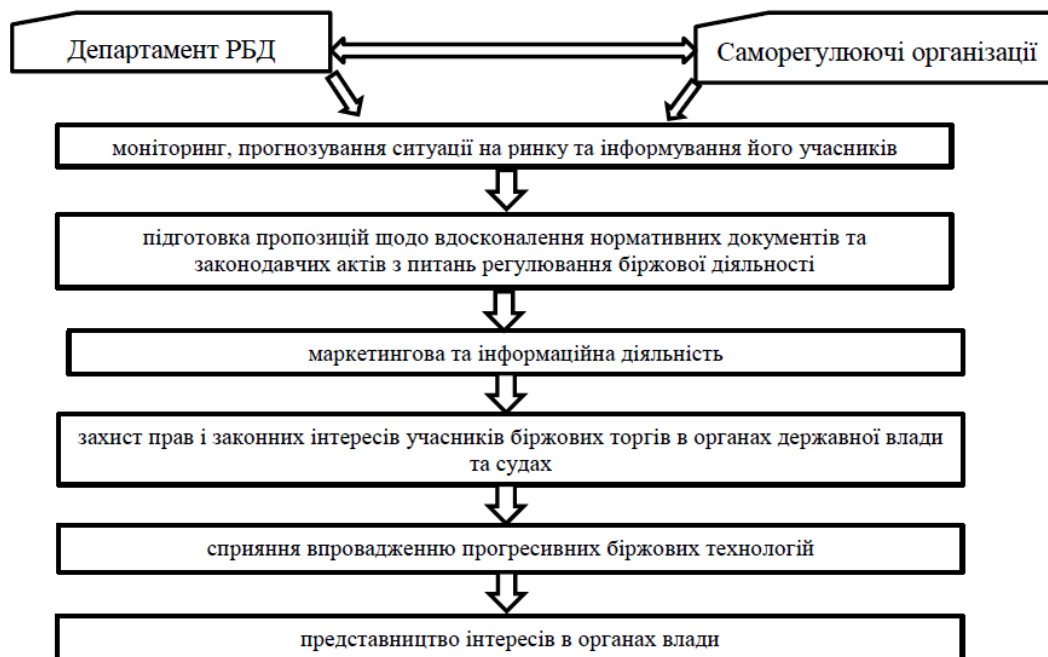 Департамент РБД
Саморегулюючі організації
моніторинг, прогнозування ситуації на ринку та інформування його учасників
підготовка пропозицій щодо вдосконалення нормативних документів та
законодавчих актів з питань регулювання біржової діяльності
маркетингова та інформаційна діяльність
захист прав і законних інтересів учасників біржових торгів в органах державної влади
та судах
сприяння впровадженню прогресивних біржових технологій
представництво інтересів в органах влади